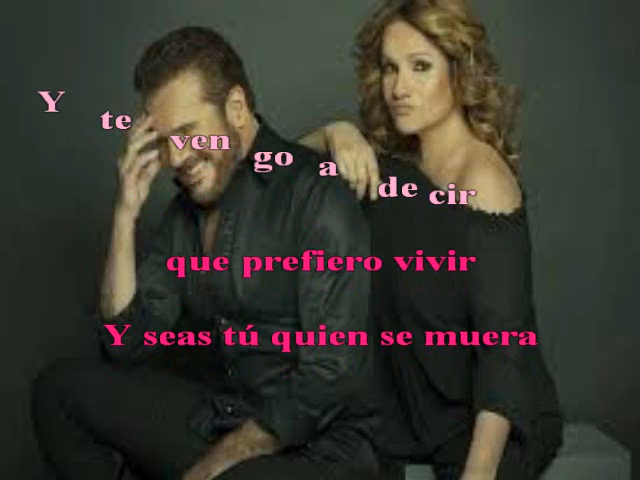 Y te ven go a de cir
que prefiero vivir
Y seas tú quien se muera